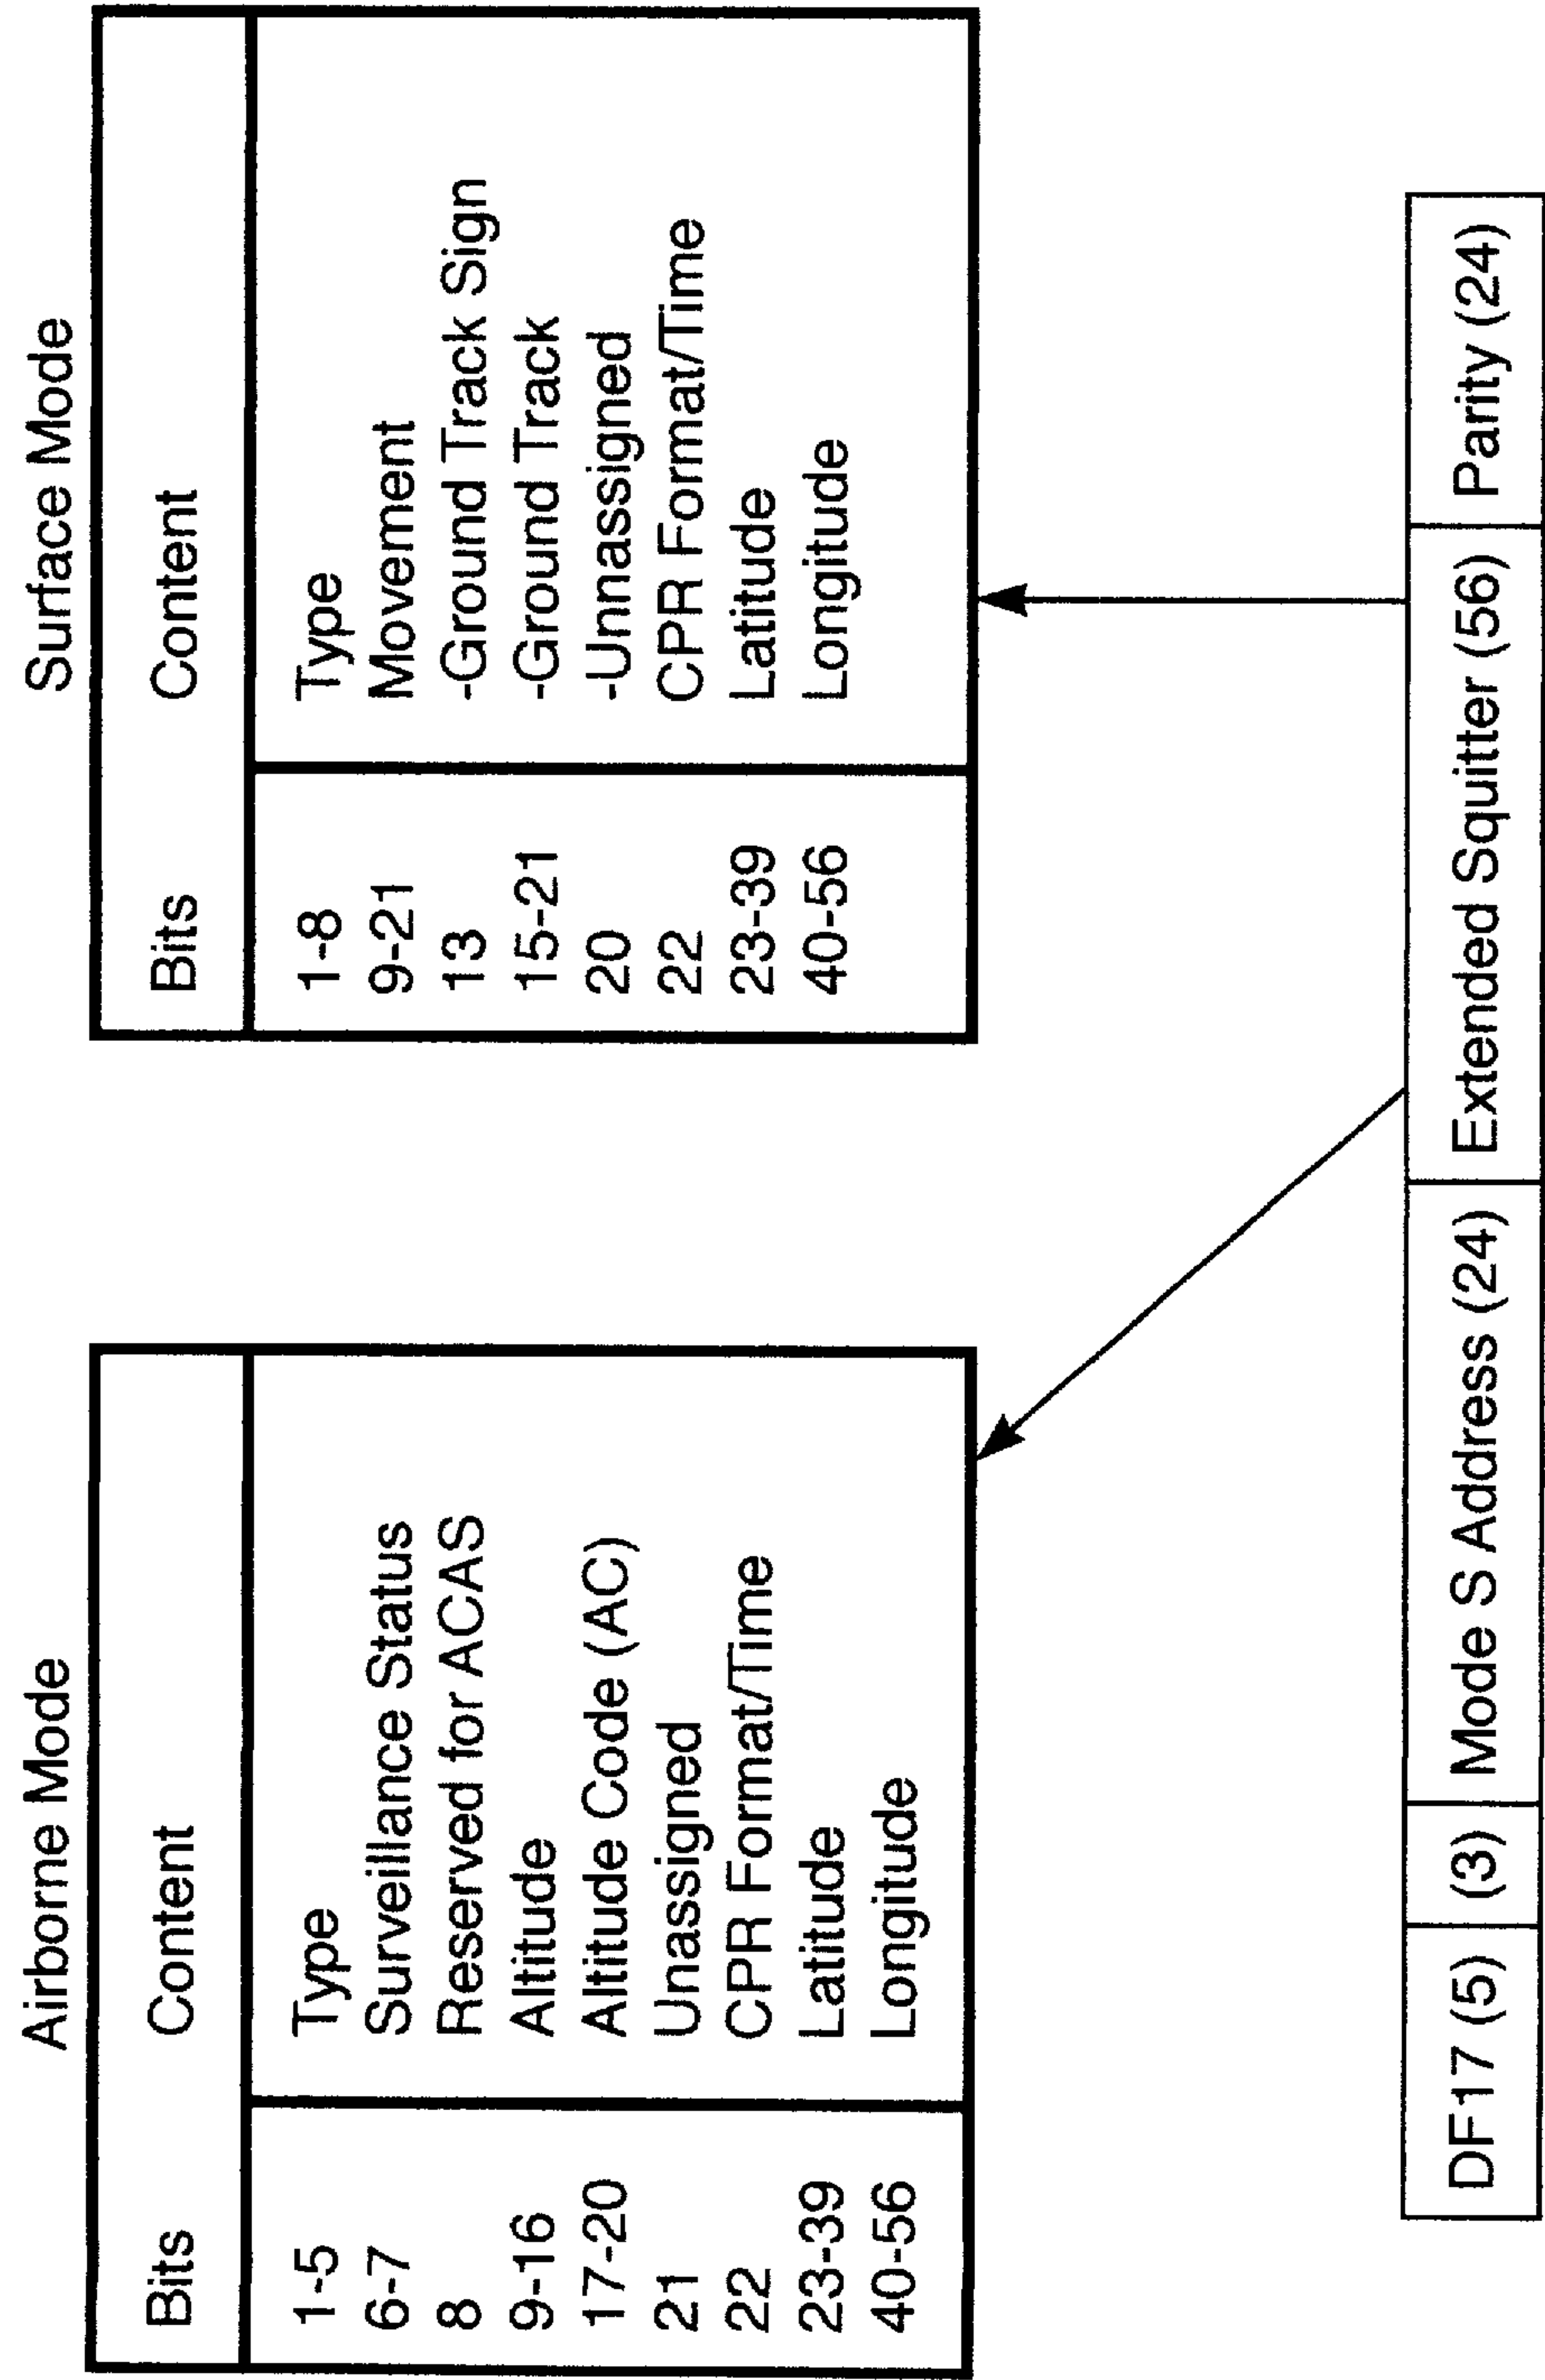 Airborne Mode
Bits Content
1-5 Type
6-7 Surveillance Status
8 Reserved for ACAS
9-16 Altitude
17-20 Altitude Code (AC)
21 Unassigned
22 CPR Format/Time
23-39 Latitude
40-56 Longitude
Surface Mode
Bits Content
1-8 Type
9-21 Movement
13 -Ground Track Sign
15-21 -Ground Track
20 -Unnassigned
22 CPR Format/Time
23-39 Latitude
40-56 Longitude
DF17 (5) (3) Mode S Address (24) Extended Squitter (56) Parity (24)